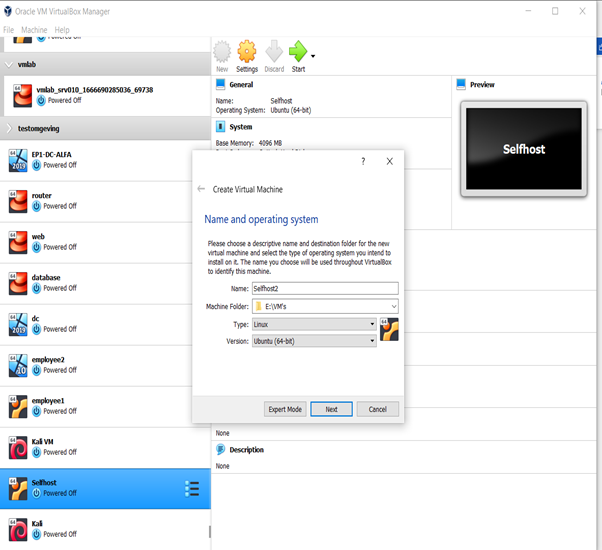 Oracle VM VirtualBox Manager
File Machine Help
Powered Off
vmlab
vmlab_srv010_1666690285036_69738
Powered Off
testomgeving
EP1-DC-ALFA
Powered Off
router
Powered Off
web
Powered Off
database
Powered Off
dc
Powered Off
employee2
Powered Off
employee1
Powered Off
Kali VM
Powered Off
Selfhost
Powered Off
Kali
Powered Off
New Settings Discard Start
General
Name: Selfhost
Operating System: Ubuntu (64-bit)
System
Base Memory: 4096 MB
Preview
Selfhost
? 
Create Virtual Machine
Name and operating system
Please choose a descriptive name and destination folder for the new
virtual machine and select the type of operating system you intend
to install on it. The name you choose will be used throughout VirtualBox
to identify this machine.
Name: Selfhost2
Machine Folder: E:\VM's
Type: Linux
64
Version: Ubuntu (64-bit)
Expert Mode Next Cancel
None
Description
None